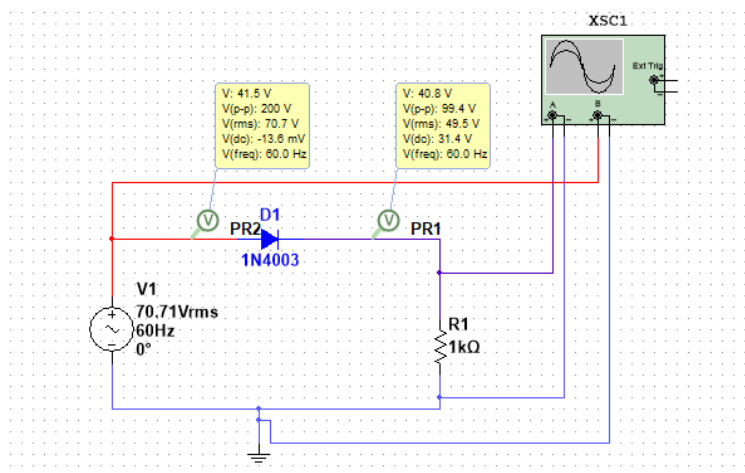 XSC1
Ext Trig
+
-
A
B
+
-
+
-
V: 41.5 V
V(p-p): 200 V
V(rms): 70.7 V
V(dc): -13.6 mV
V(freq): 60.0 Hz
V: 40.8 V
V(p-p): 99.4 V
V(rms): 49.5 V
V(dc): 31.4 V
V(freq): 60.0 Hz
V
V
PR2
D1
PR1
1N4003
V1
70.71Vrms
60Hz
0°
+
-
R1
1kΩ